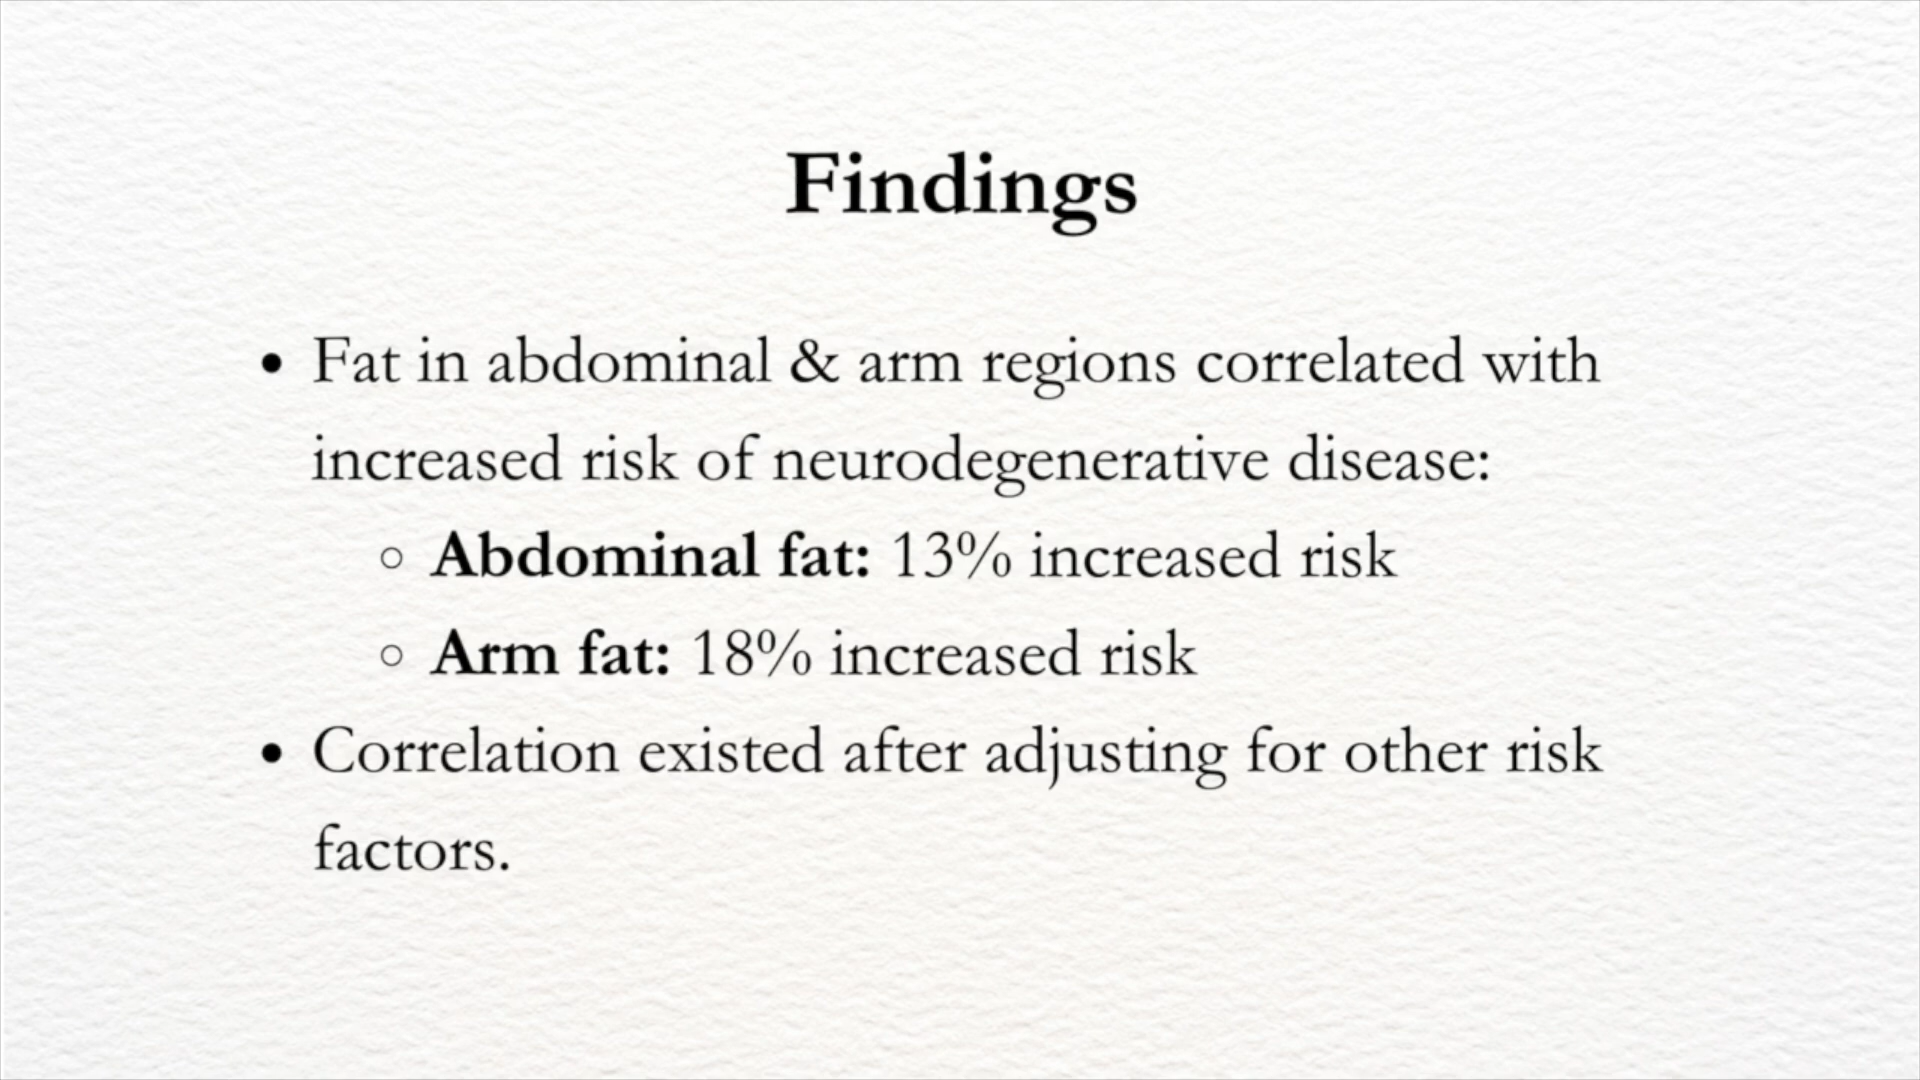 Findings
• Fat in abdominal & arm regions correlated with
increased risk of neurodegenerative disease:
○ Abdominal fat: 13% increased risk
○ Arm fat: 18% increased risk
• Correlation existed after adjusting for other risk
factors.